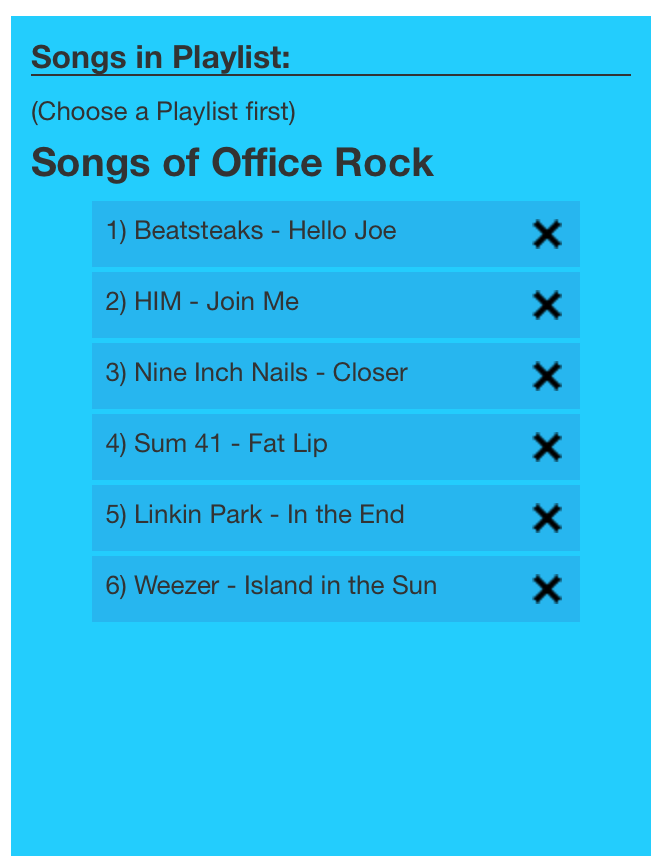 Songs in Playlist:
(Choose a Playlist first)
Songs of Office Rock
1) Beatsteaks - Hello Joe
2) HIM - Join Me
3) Nine Inch Nails - Closer
4) Sum 41 - Fat Lip
5) Linkin Park - In the End
6) Weezer - Island in the Sun